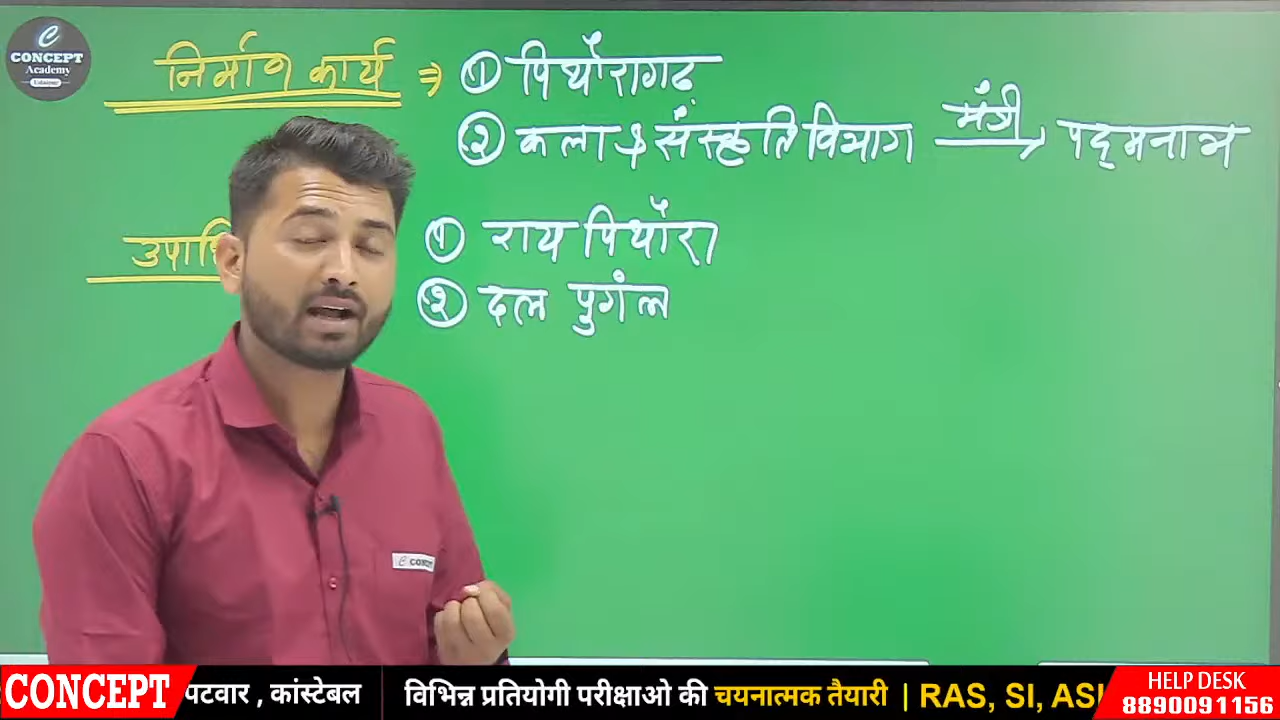 e
CONCEPT
Academy
निर्माण कार्य ⇒ ① पिथौरागढ़
② कला व संस्कृति विभाग मंत्री → पद्मनाभ
① राय पिथौरा
② दल पुगंल
e CONCEPT
CONCEPT पटवार , कांस्टेबल विभिन्न प्रतियोगी परीक्षाओ की चयनात्मक तैयारी | RAS, SI, ASI
HELP DESK
8890091156